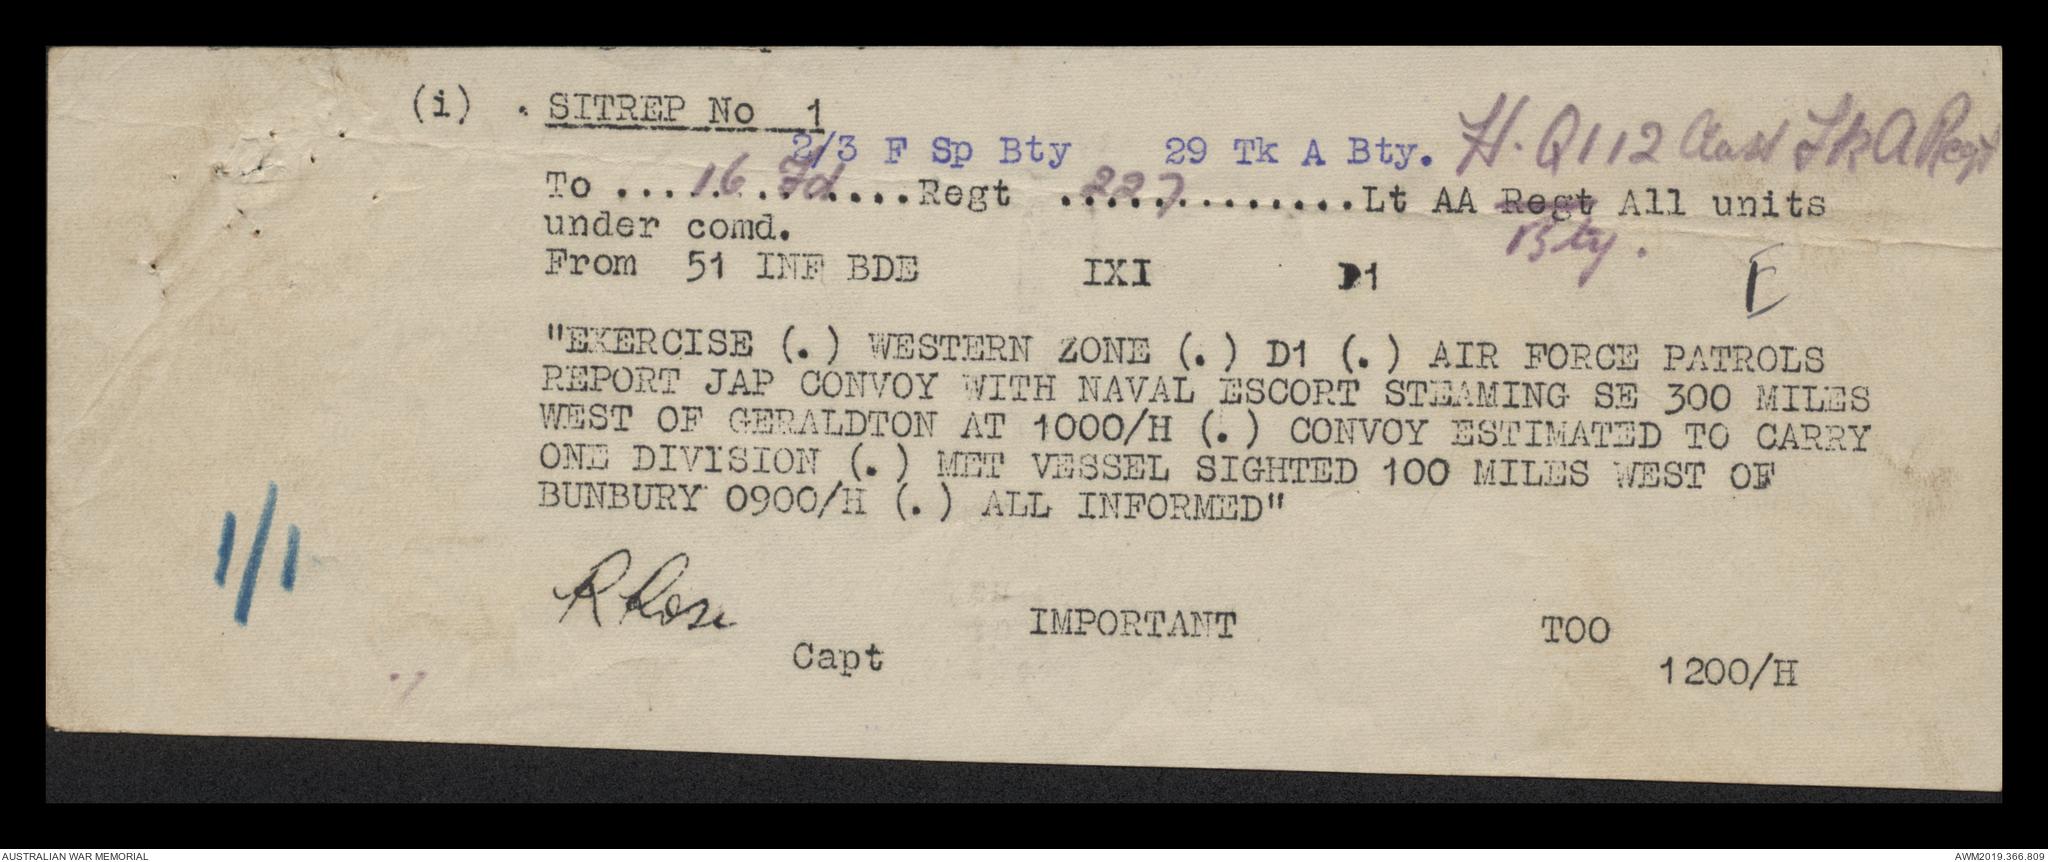 (i) . SITREP No 1
2/3 F Sp Bty 29 Tk A Bty. H.Q 112 Aust Tk A Regt
To ... 16 Fd ...Regt ... 227 ...Lt AA Regt All units
Bty.
under comd.
From 51 INF BDE IXI D1
E
"EXERCISE (.) WESTERN ZONE (.) D1 (.) AIR FORCE PATROLS
REPORT JAP CONVOY WITH NAVAL ESCORT STEAMING SE 300 MILES
WEST OF GERALDTON AT 1000/H (.) CONVOY ESTIMATED TO CARRY
ONE DIVISION (.) MET VESSEL SIGHTED 100 MILES WEST OF
BUNBURY 0900/H (.) ALL INFORMED"
1/1
R Rose
Capt IMPORTANT TOO
1200/H
AUSTRALIAN WAR MEMORIAL AWM2019.366.809